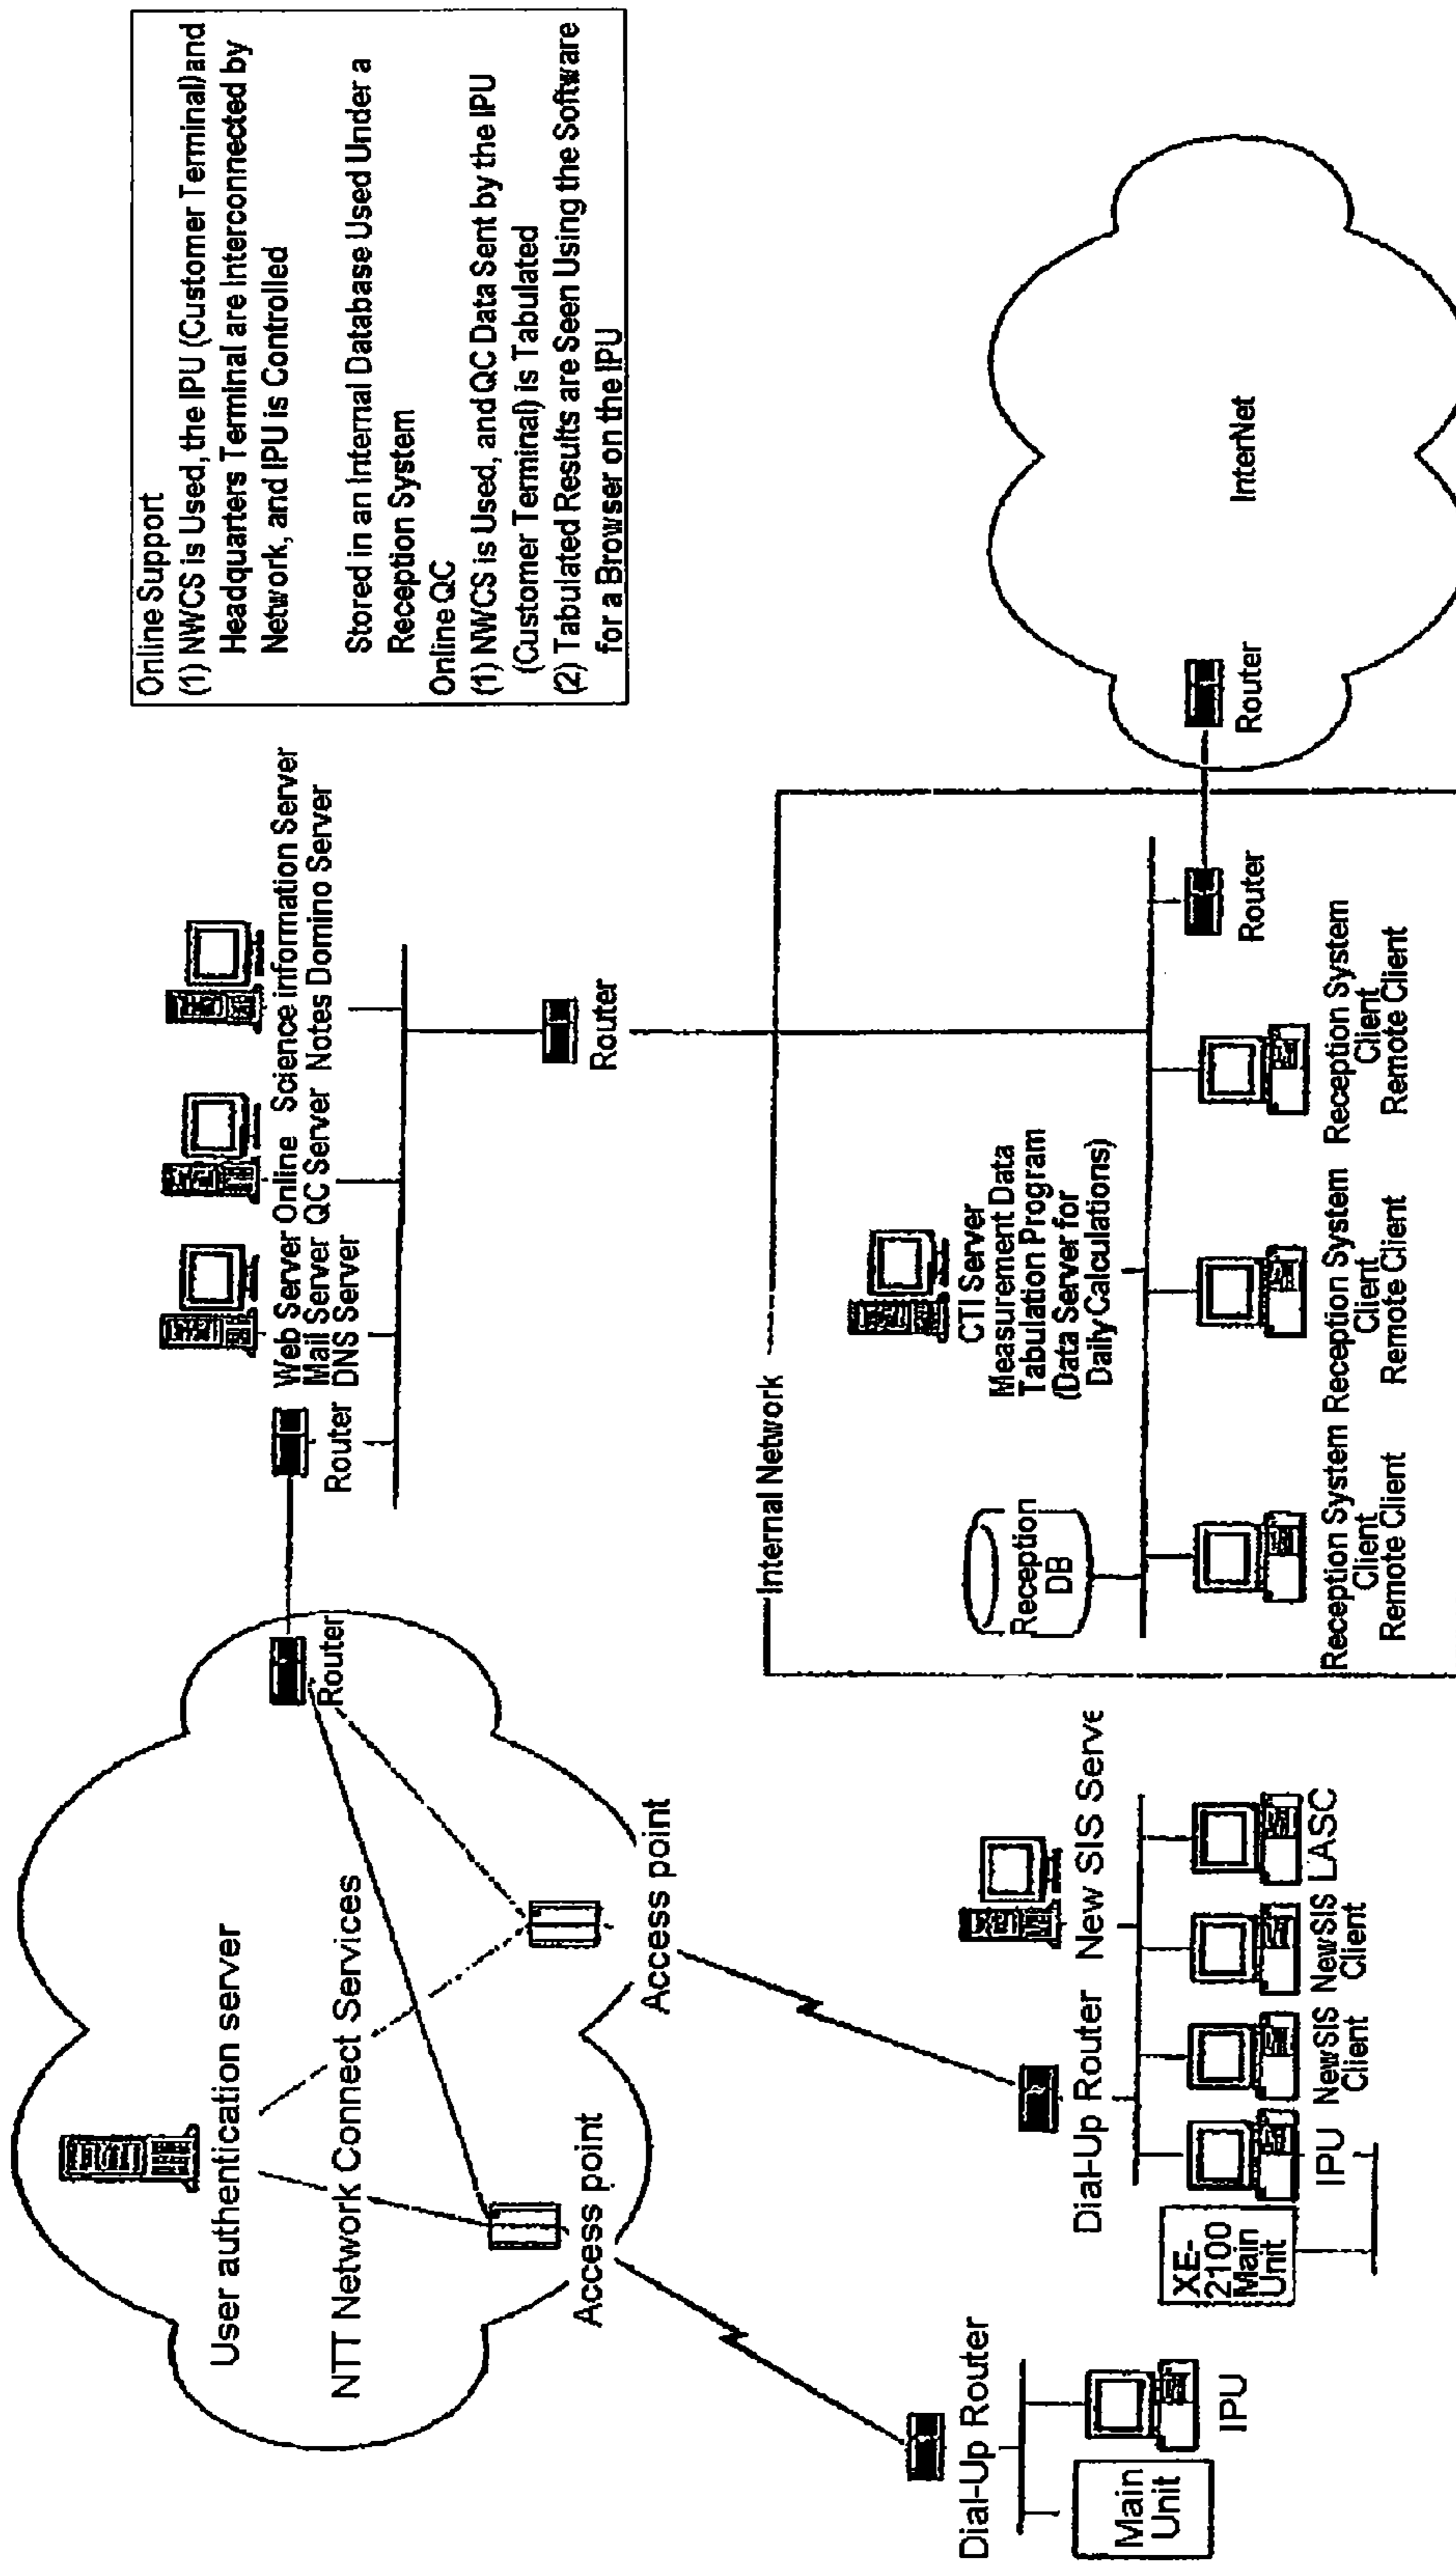 User authentication server
NTT Network Connect Services
Router
Access point
Access point
Router
Web Server
Mail Server
DNS Server
Online
QC Server
Science information Server
Notes Domino Server
Router
Online Support
(1) NWCS is Used, the IPU (Customer Terminal) and
Headquarters Terminal are Interconnected by
Network, and IPU is Controlled
Stored in an Internal Database Used Under a
Reception System
Online QC
(1) NWCS is Used, and QC Data Sent by the IPU
(Customer Terminal) is Tabulated
(2) Tabulated Results are Seen Using the Software
for a Browser on the IPU
Dial-Up Router
Main
Unit
IPU
Dial-Up Router
New SIS Serve
XE-
2100
Main
Unit
IPU
NewSIS
Client
NewSIS
Client
LASC
Internal Network
Reception
DB
CTI Server
Measurement Data
Tabulation Program
(Data Server for
Daily Calculations)
Reception System
Client
Remote Client
Reception System
Client
Remote Client
Reception System
Client
Remote Client
Router
Router
InterNet